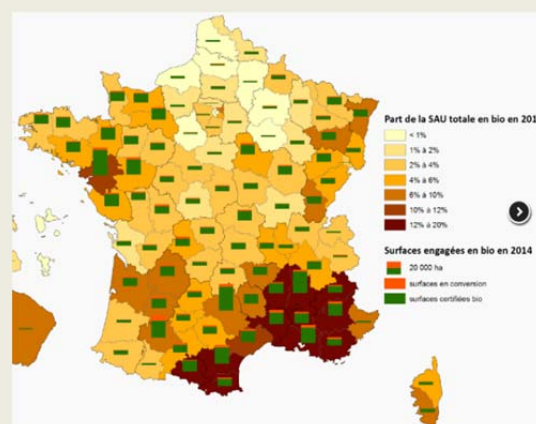 Part de la SAU totale en bio en 201
< 1%
1% à 2%
2% à 4%
4% à 6%
6% à 10%
10% à 12%
12% à 20%
Surfaces engagées en bio en 2014
20 000 ha
surfaces en conversion
surfaces certifiées bio